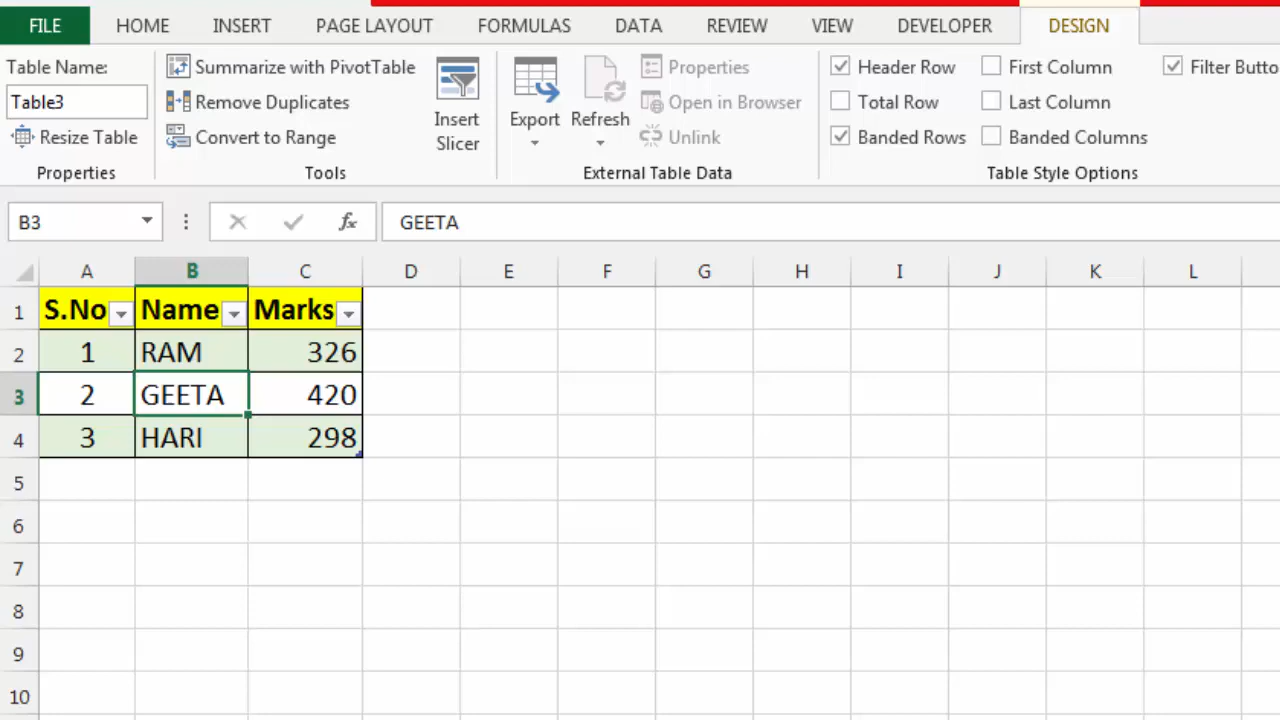 FILE HOME INSERT PAGE LAYOUT FORMULAS DATA REVIEW VIEW DEVELOPER DESIGN
Table Name:
Table3
Resize Table
Properties
Summarize with PivotTable
Remove Duplicates
Convert to Range
Tools
Insert
Slicer
Export
Refresh
Properties
Open in Browser
Unlink
External Table Data
Header Row
Total Row
Banded Rows
First Column
Last Column
Banded Columns
Filter Butto
Table Style Options
B3 fx GEETA
A B C D E F G H I J K L
1 S.No Name Marks
2 1 RAM 326
3 2 GEETA 420
4 3 HARI 298
5
6
7
8
9
10